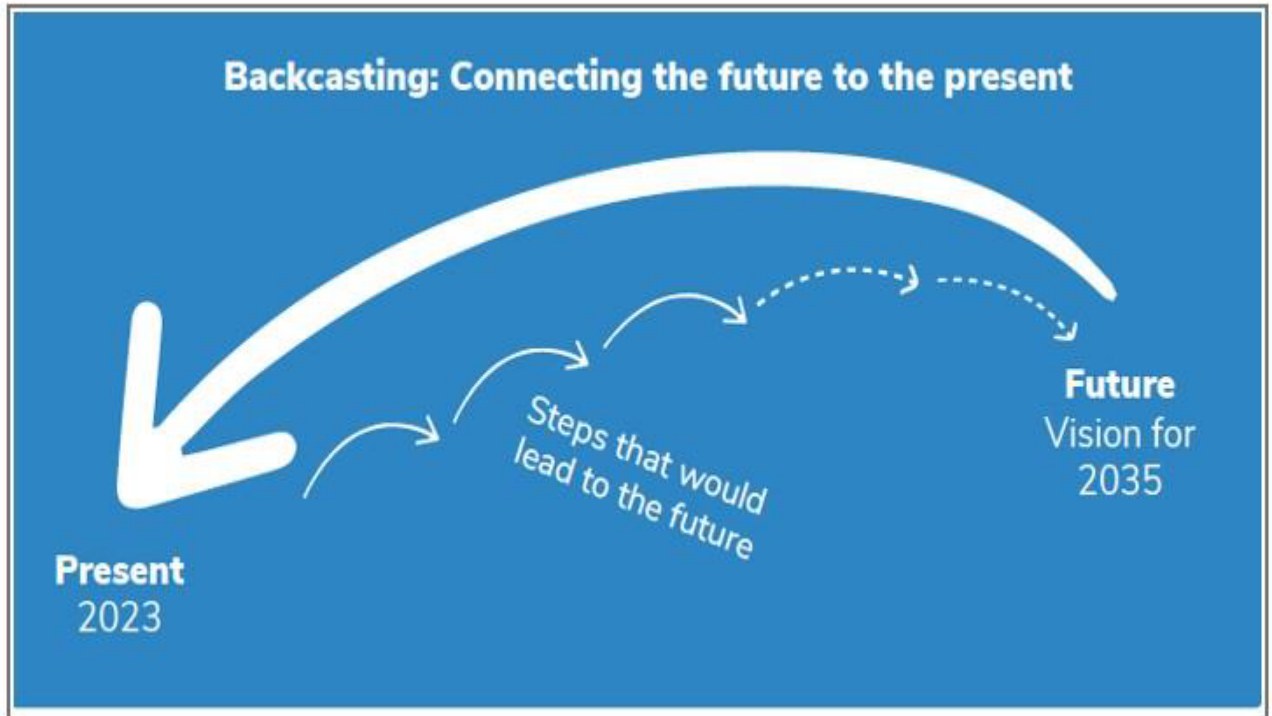 Backcasting: Connecting the future to the present
Steps that would
lead to the future
Future
Vision for
2035
Present
2023